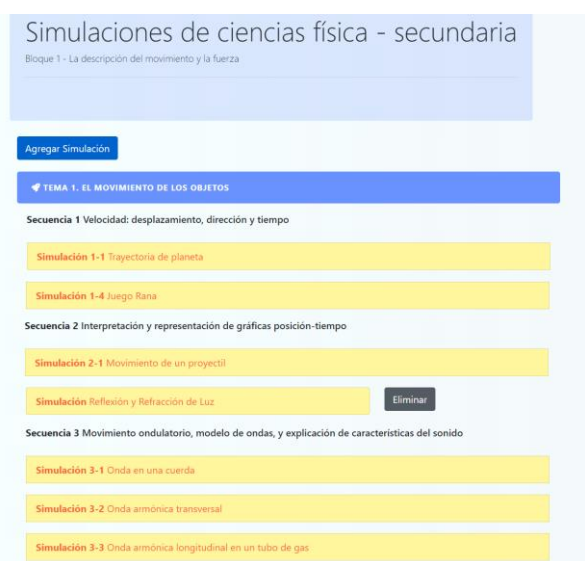 Simulaciones de ciencias física - secundaria
Bloque 1 - La descripción del movimiento y la fuerza
Agregar Simulación
TEMA 1. EL MOVIMIENTO DE LOS OBJETOS
Secuencia 1 Velocidad: desplazamiento, dirección y tiempo
Simulación 1-1 Trayectoria de planeta
Simulación 1-4 Juego Rana
Secuencia 2 Interpretación y representación de gráficas posición-tiempo
Simulación 2-1 Movimiento de un proyectil
Simulación Reflexión y Refracción de Luz
Eliminar
Secuencia 3 Movimiento ondulatorio, modelo de ondas, y explicación de características del sonido
Simulación 3-1 Onda en una cuerda
Simulación 3-2 Onda armónica transversal
Simulación 3-3 Onda armónica longitudinal en un tubo de gas